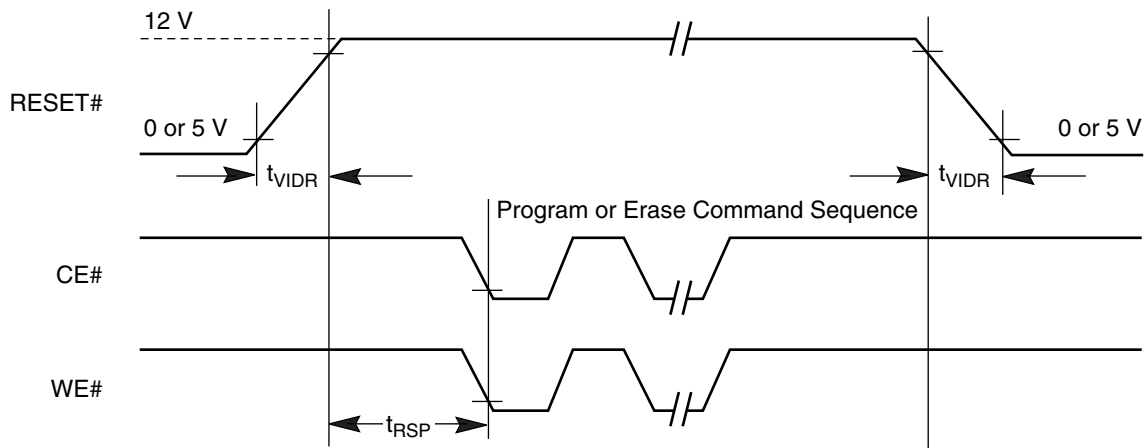 12 V
RESET#
0 or 5 V
0 or 5 V
tVIDR
tVIDR
Program or Erase Command Sequence
CE#
WE#
tRSP